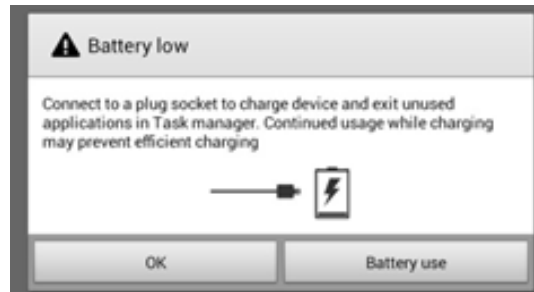 Battery low
Connect to a plug socket to charge device and exit unused
applications in Task manager. Continued usage while charging
may prevent efficient charging
OK
Battery use